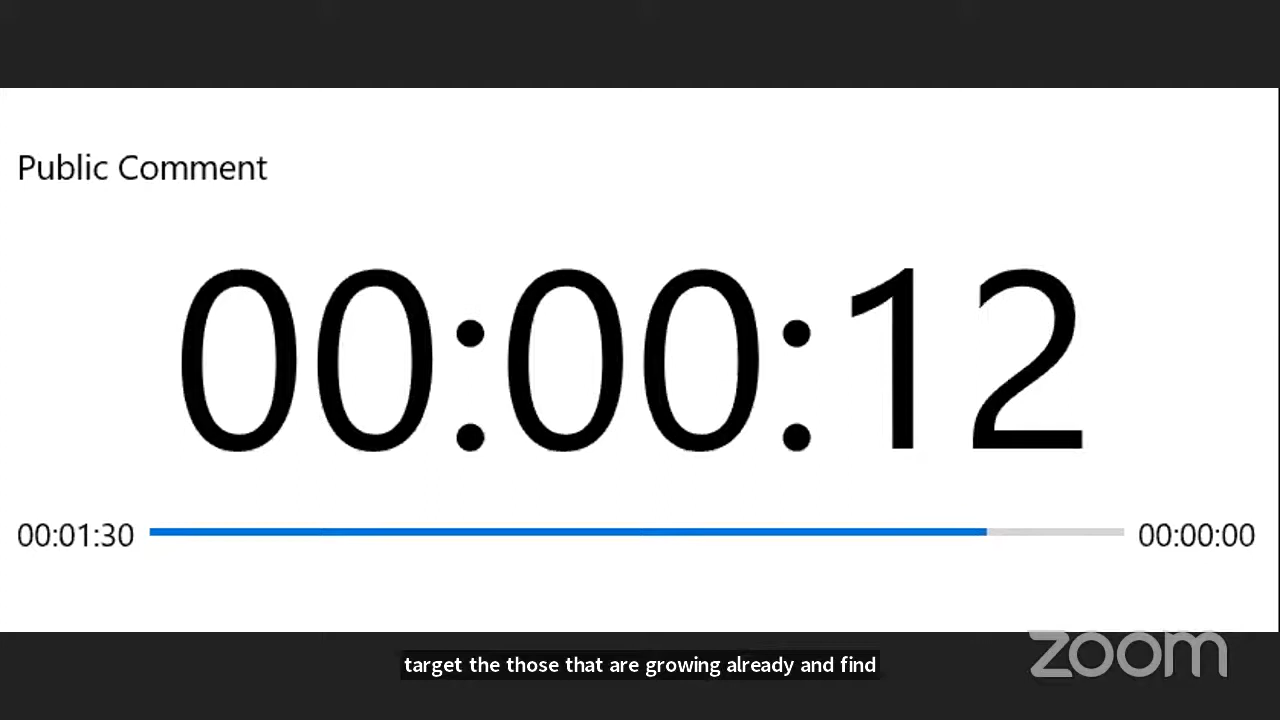 Public Comment
00:00:12
00:01:30
00:00:00
target the those that are growing already and find
zoom